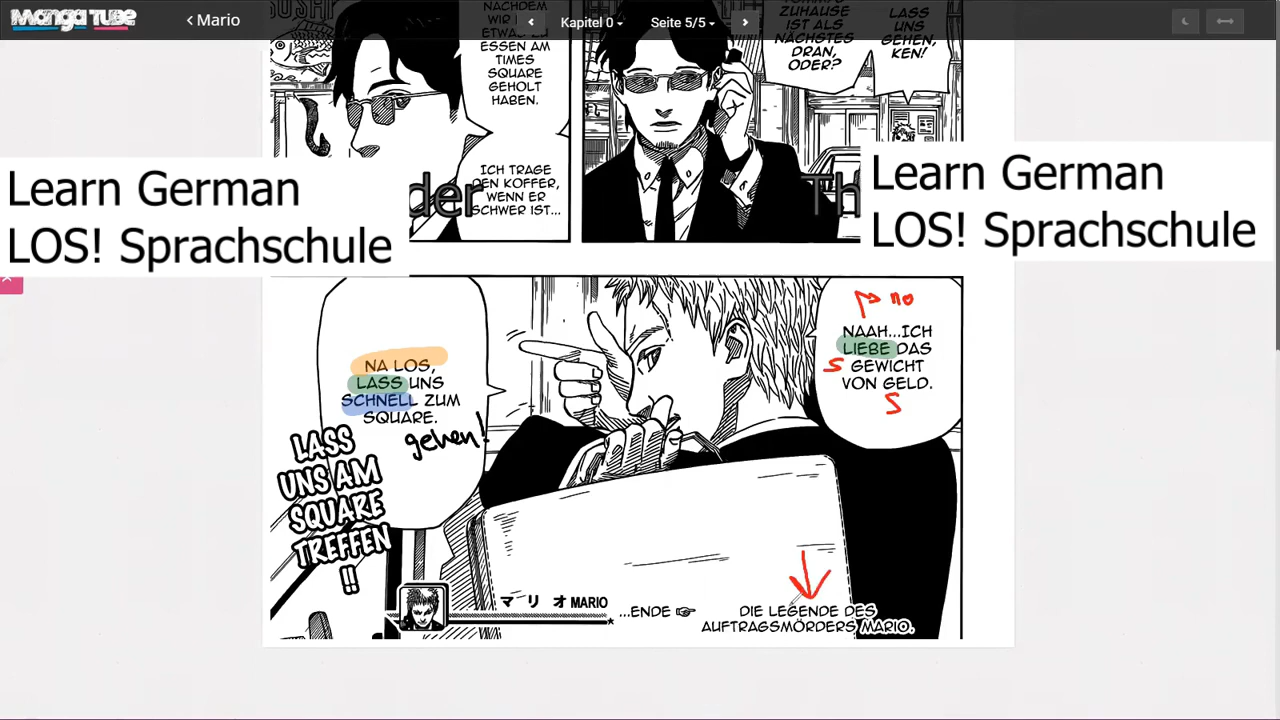 MANGA TUBE
Mario
Kapitel 0
Seite 5/5
NACHDEM
WIR
ETWAS ZU
ESSEN AM
TIMES
SQUARE
GEHOLT
HABEN.
ZUHAUSE
IST ALS
NÄCHSTES
DRAN,
ODER?
LASS
UNS
GEHEN,
KEN!
ICH TRAGE
DEN KOFFER,
WENN ER
SCHWER IST...
der
Th
Learn German
LOS! Sprachschule
Learn German
LOS! Sprachschule
NA LOS,
LASS UNS
SCHNELL ZUM
SQUARE.
gehen!
no
NAAH...ICH
LIEBE DAS
S GEWICHT
VON GELD.
S
LASS
UNS AM
SQUARE
TREFFEN
!!
マリオ MARIO
...ENDE
DIE LEGENDE DES
AUFTRAGSMÖRDERS MARIO.